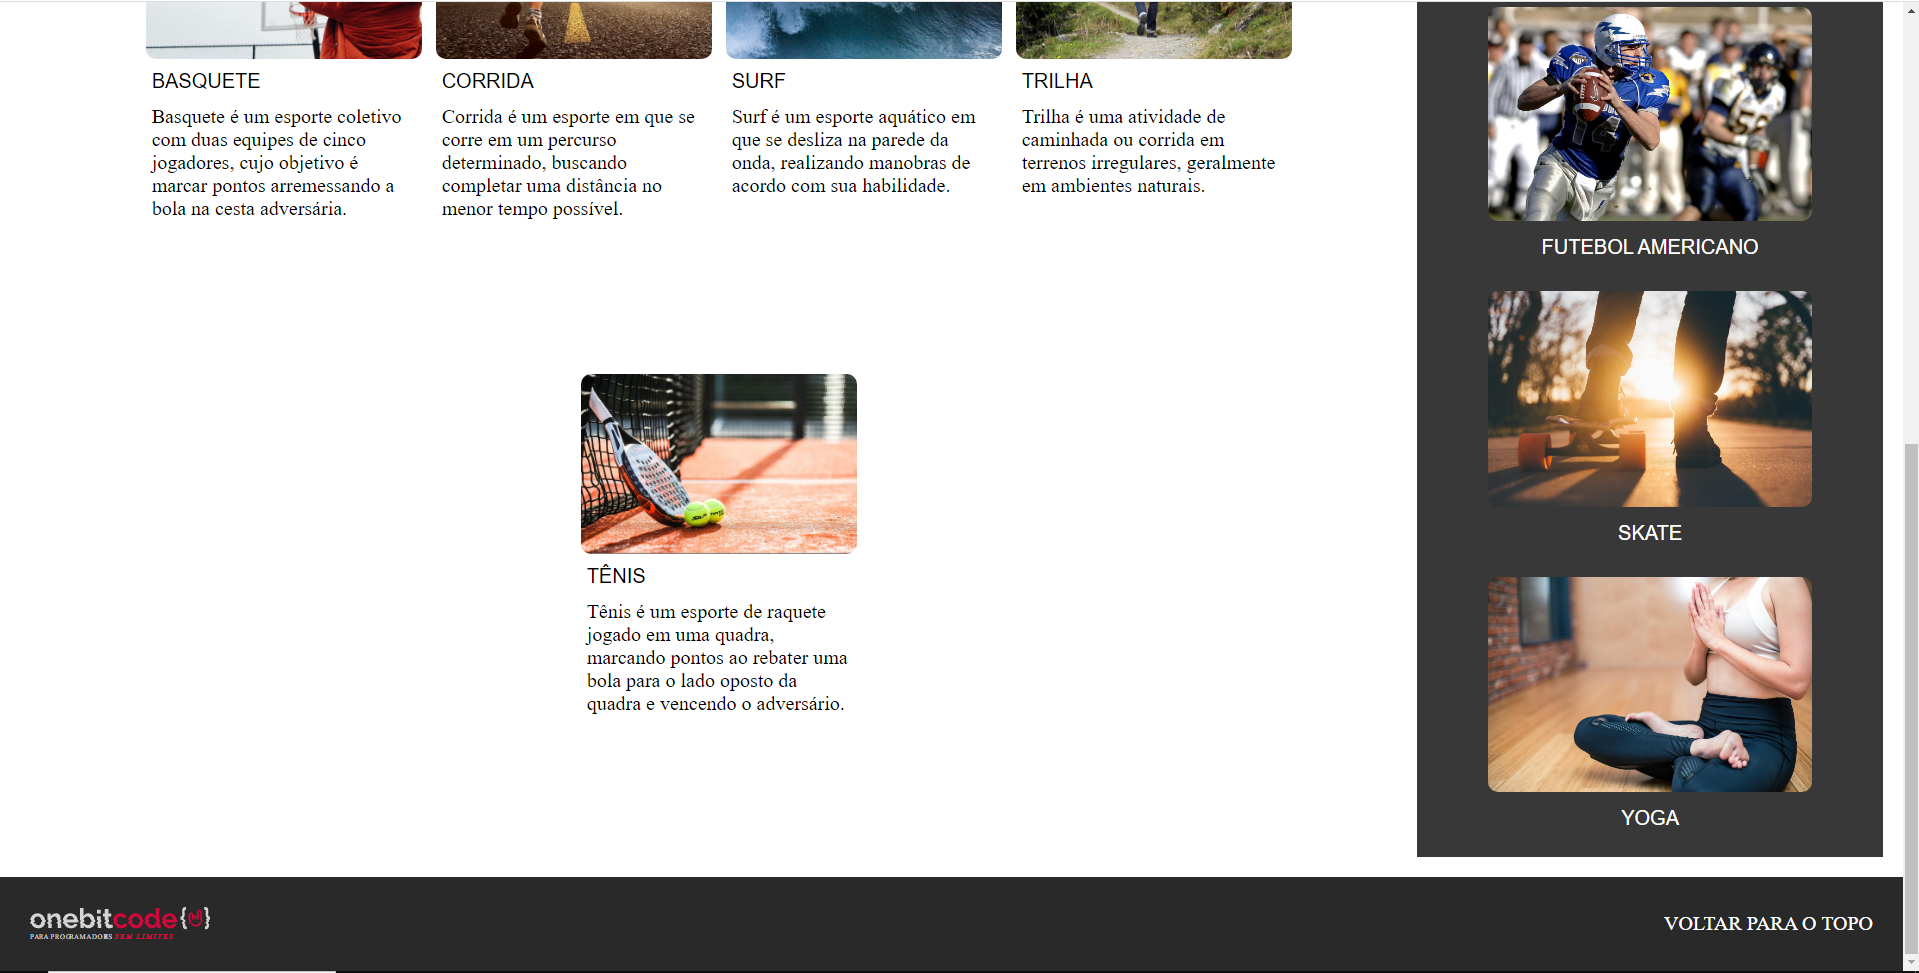 BASQUETE
Basquete é um esporte coletivo
com duas equipes de cinco
jogadores, cujo objetivo é
marcar pontos arremessando a
bola na cesta adversária.
CORRIDA
Corrida é um esporte em que se
corre em um percurso
determinado, buscando
completar uma distância no
menor tempo possível.
SURF
Surf é um esporte aquático em
que se desliza na parede da
onda, realizando manobras de
acordo com sua habilidade.
TRILHA
Trilha é uma atividade de
caminhada ou corrida em
terrenos irregulares, geralmente
em ambientes naturais.
TÊNIS
Tênis é um esporte de raquete
jogado em uma quadra,
marcando pontos ao rebater uma
bola para o lado oposto da
quadra e vencendo o adversário.
14
FUTEBOL AMERICANO
SKATE
YOGA
onebitcode{ }
PARA PROGRAMADORES SEM LIMITES
VOLTAR PARA O TOPO